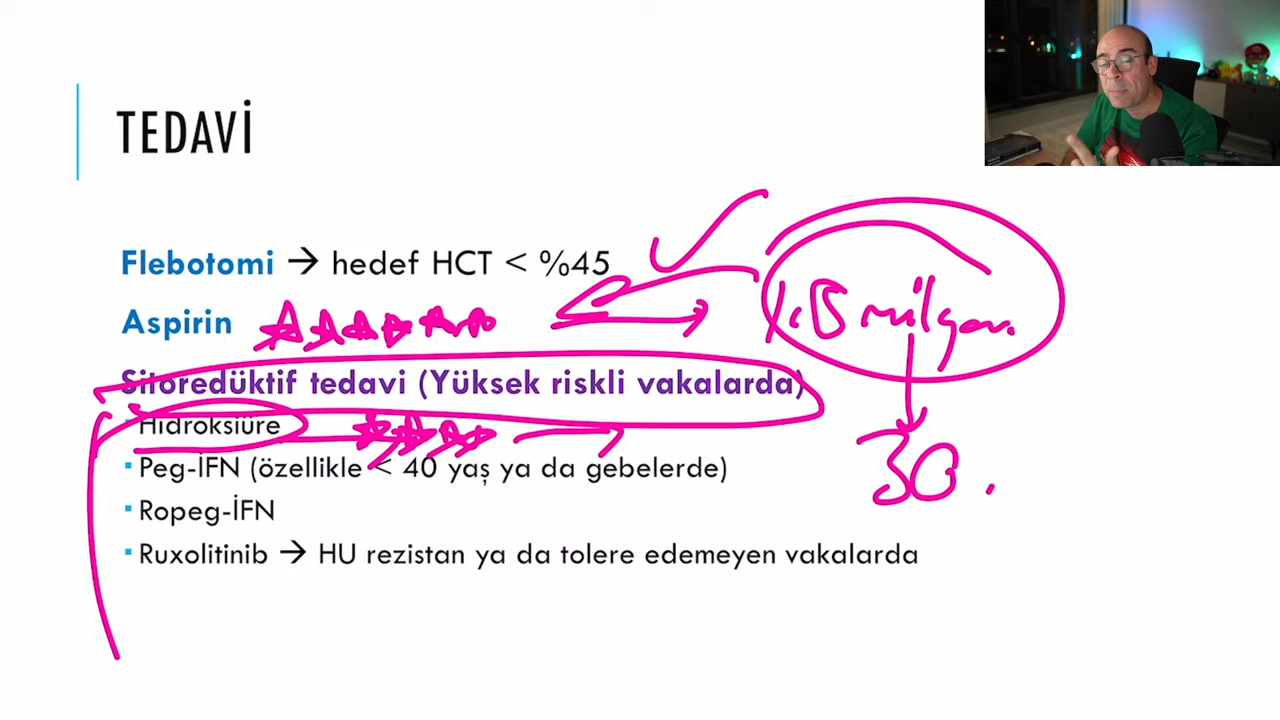 TEDAVİ
Flebotomi → hedef HCT < %45
Aspirin
1.5 milyon.
Sitoredüktif tedavi (Yüksek riskli vakalarda)
Hidroksiüre
30.
▪ Peg-İFN (özellikle < 40 yaş ya da gebelerde)
▪ Ropeg-İFN
▪ Ruxolitinib → HU rezistan ya da tolere edemeyen vakalarda